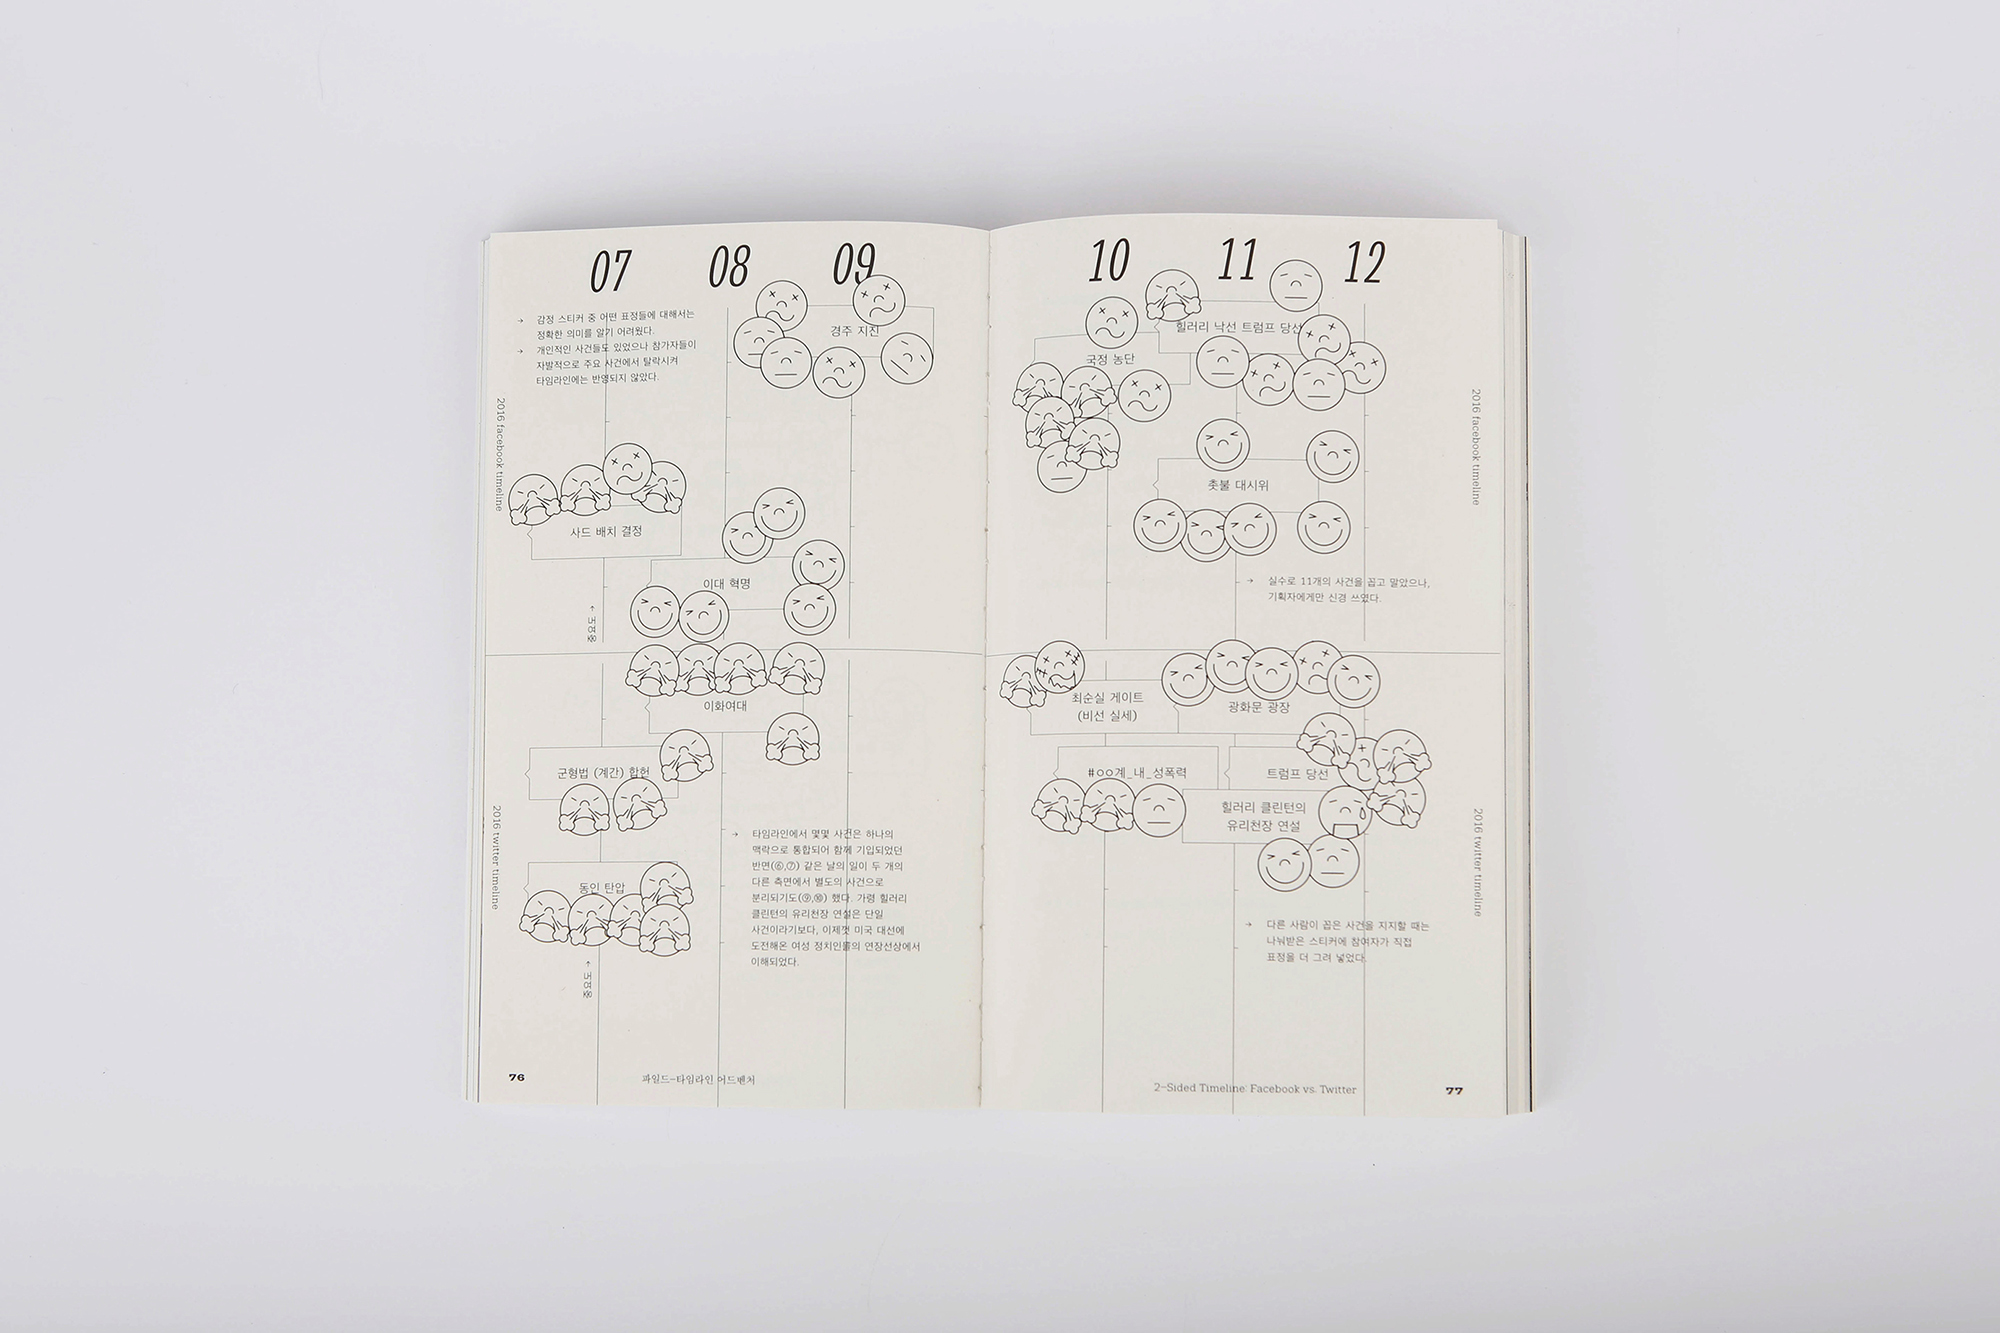 07
08
09
→ 감정 스티커 중 어떤 표정들에 대해서는
정확한 의미를 알기 어려웠다.
→ 개인적인 사건들도 있었으나 참가자들이
자발적으로 주요 사건에서 탈락시켜
타임라인에는 반영되지 않았다.
경주 지진
2016 facebook timeline
사드 배치 결정
이대 혁명
↑ 내여좆
이화여대
군형법 (계간) 합헌
2016 twitter timeline
동인 탄압
→ 타임라인에서 몇몇 사건은 하나의
맥락으로 통합되어 함께 기입되었던
반면(⑥,⑦) 같은 날의 일이 두 개의
다른 측면에서 별도의 사건으로
분리되기도(⑨,⑩) 했다. 가령 힐러리
클린턴의 유리천장 연설은 단일
사건이라기보다, 이제껏 미국 대선에
도전해온 여성 정치인들의 연장선상에서
이해되었다.
76
파일드–타임라인 어드벤처
10
11
12
힐러리 낙선 트럼프 당선
국정 농단
2016 facebook timeline
촛불 대시위
→ 실수로 11개의 사건을 꼽고 말았으나,
기획자에게만 신경 쓰였다.
최순실 게이트
(비선 실세)
광화문 광장
#ㅇㅇ계_내_성폭력
트럼프 당선
힐러리 클린턴의
유리천장 연설
2016 twitter timeline
→ 다른 사람이 꼽은 사건을 지지할 때는
나눠받은 스티커에 참여자가 직접
표정을 더 그려 넣었다.
2–Sided Timeline: Facebook vs. Twitter
77